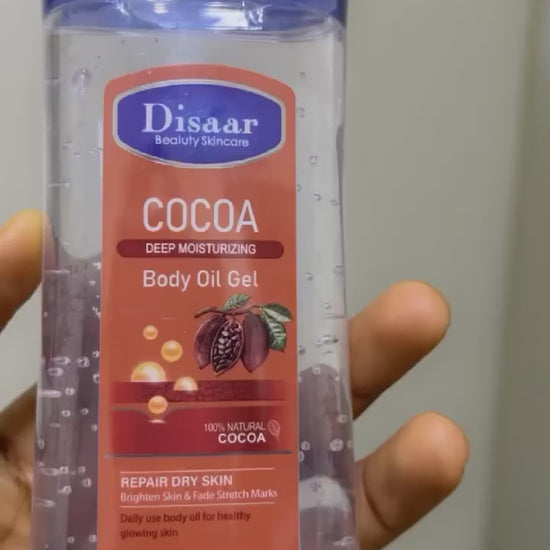 Disaar
Bealuty Skincare
COCOA
DEEP MOISTURIZING
Body Oil Gel
100% NATURAL
COCOA
REPAIR DRY SKIN
Brighten Skin & Fade Stretch Marks
Daily use body oil for healthy
glowing skin